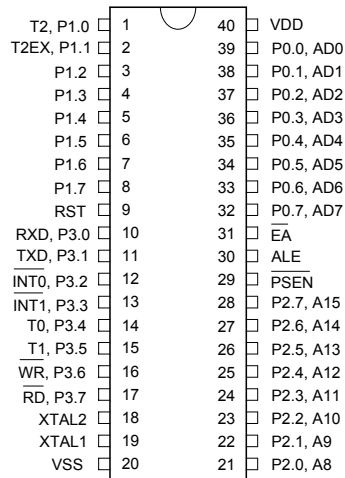 T2, P1.0 1 40 VDD
T2EX, P1.1 2 39 P0.0, AD0
P1.2 3 38 P0.1, AD1
P1.3 4 37 P0.2, AD2
P1.4 5 36 P0.3, AD3
P1.5 6 35 P0.4, AD4
P1.6 7 34 P0.5, AD5
P1.7 8 33 P0.6, AD6
RST 9 32 P0.7, AD7
RXD, P3.0 10 31 E̅A̅
TXD, P3.1 11 30 ALE
I̅N̅T̅0̅, P3.2 12 29 P̅S̅E̅N̅
I̅N̅T̅1̅, P3.3 13 28 P2.7, A15
T0, P3.4 14 27 P2.6, A14
T1, P3.5 15 26 P2.5, A13
W̅R̅, P3.6 16 25 P2.4, A12
R̅D̅, P3.7 17 24 P2.3, A11
XTAL2 18 23 P2.2, A10
XTAL1 19 22 P2.1, A9
VSS 20 21 P2.0, A8